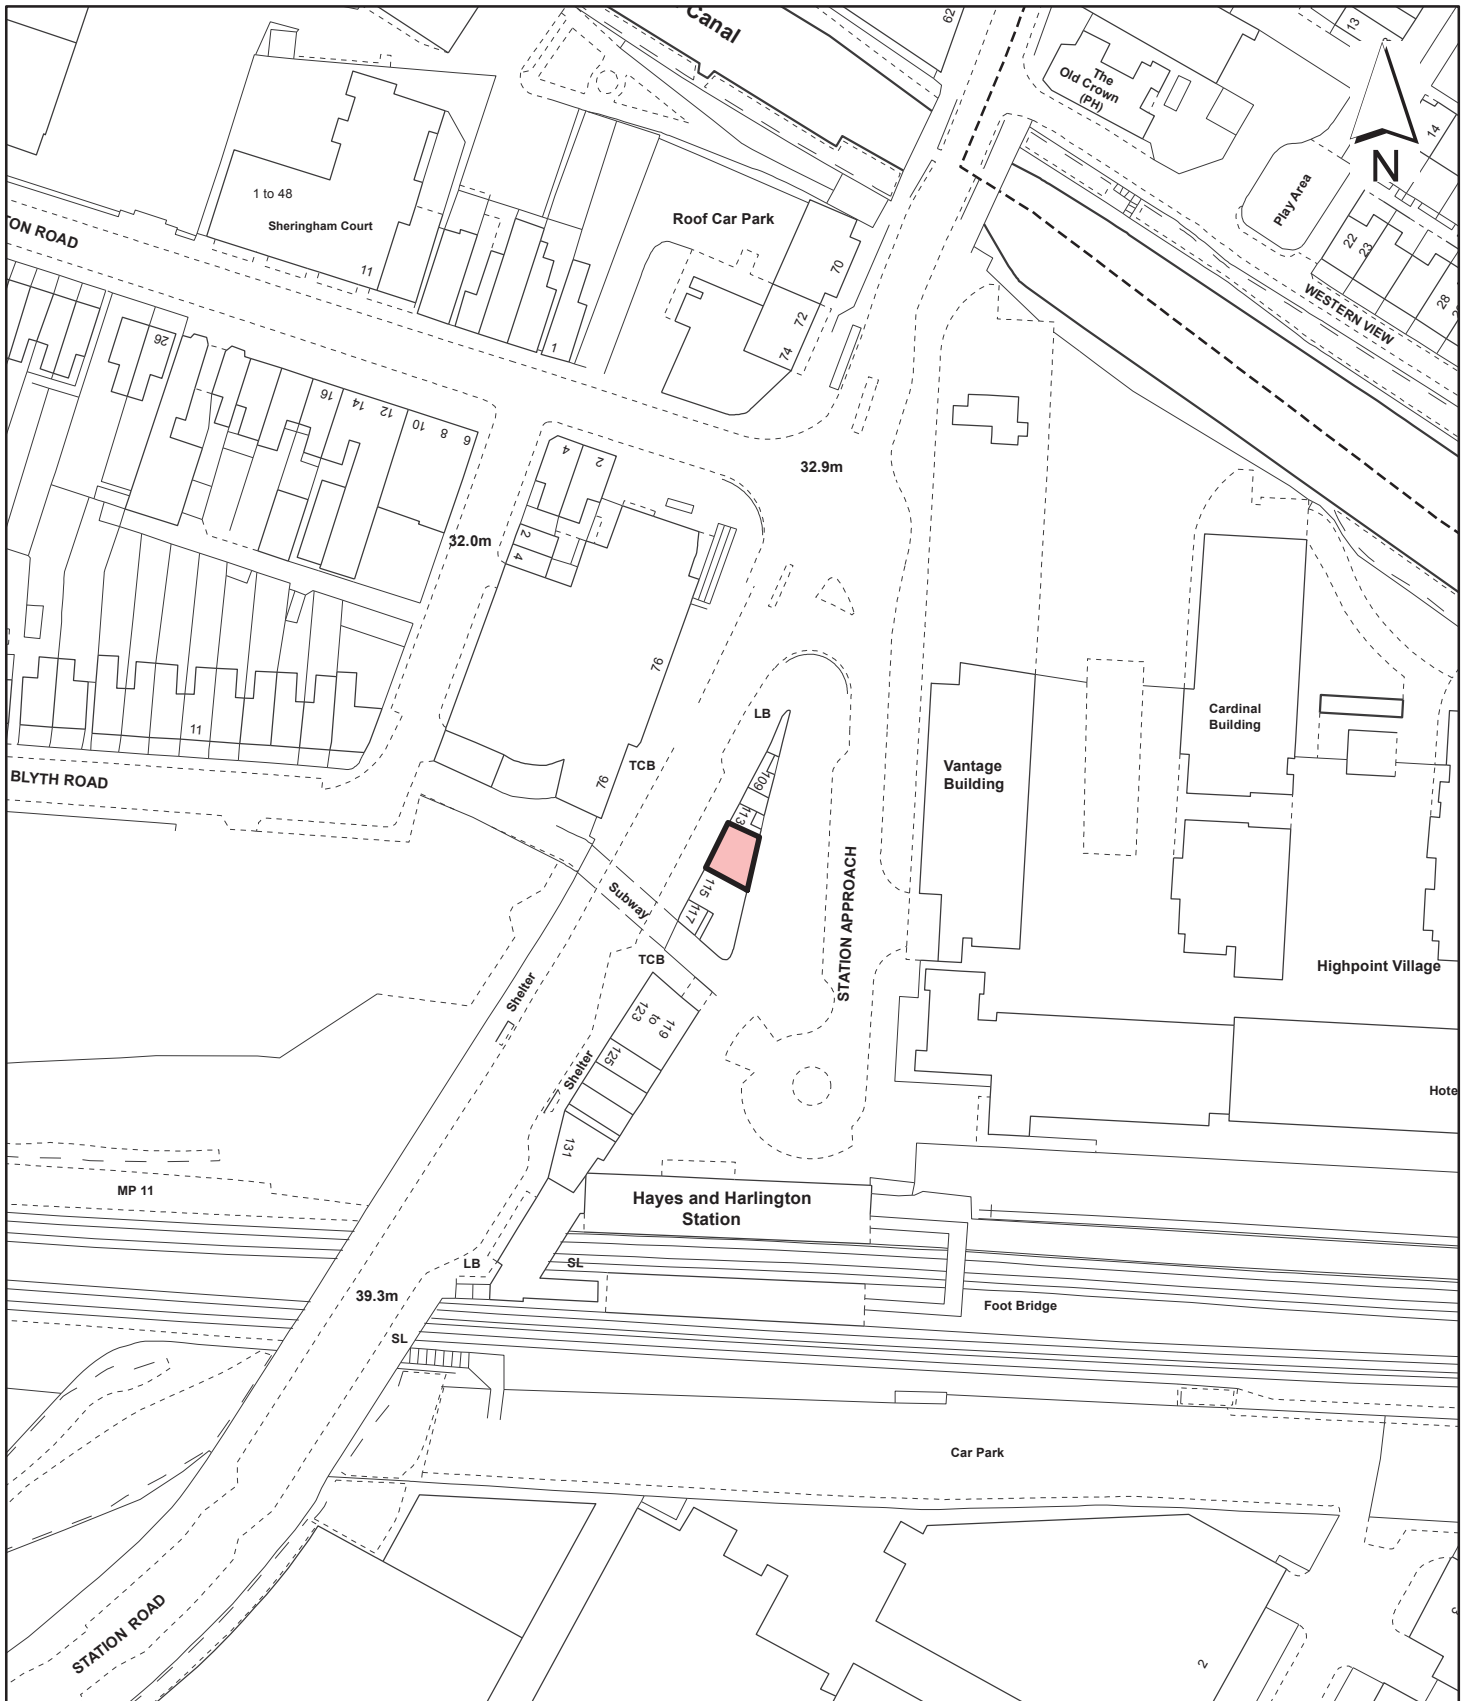 Canal
62
13
The
Old Crown
(PH)
14
N
Play Area
1 to 48
Sheringham Court
11
Roof Car Park
70
72
74
22
23
28
WESTERN VIEW
TON ROAD
1
26
16
14
12
10
8
6
4
2
32.9m
32.0m
2
4
76
76
TCB
LB
109
113
115
117
11
BLYTH ROAD
Cardinal
Building
Vantage
Building
STATION APPROACH
Subway
TCB
Shelter
119
to
123
125
Shelter
131
Highpoint Village
Hote
MP 11
Hayes and Harlington
Station
LB
SL
39.3m
Foot Bridge
SL
Car Park
STATION ROAD
2